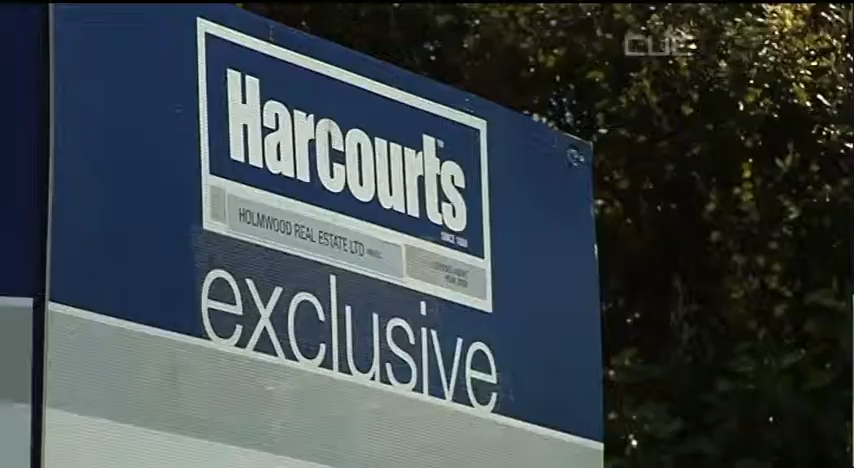 CUE
Harcourts
SINCE 1888
HOLMWOOD REAL ESTATE LTD
exclusive